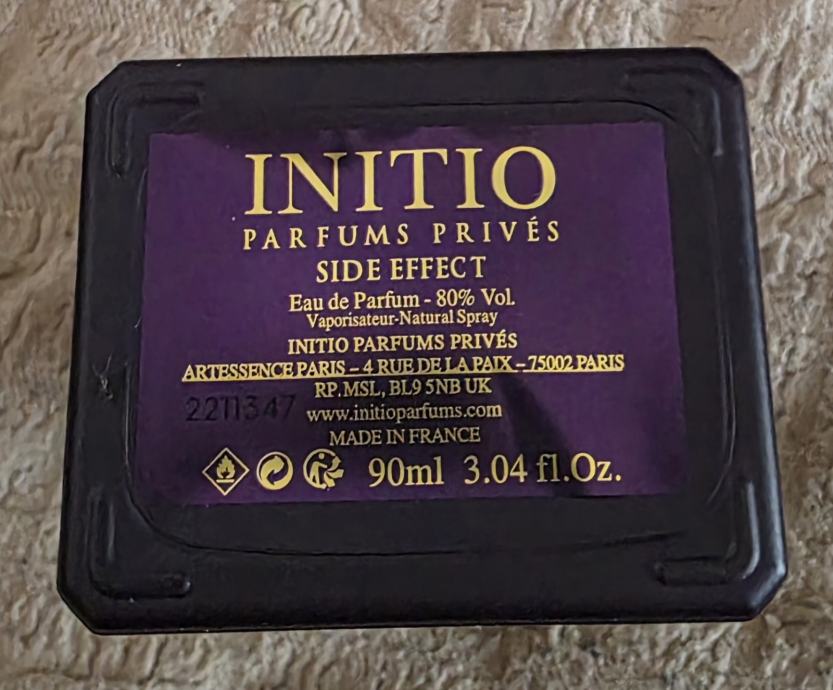 INITIO
PARFUMS PRIVÉS
SIDE EFFECT
Eau de Parfum - 80% Vol.
Vaporisateur-Natural Spray
INITIO PARFUMS PRIVÉS
ARTESSENCE PARIS – 4 RUE DE LA PAIX – 75002 PARIS
RP. MSL, BL9 5NB UK
2211347 www.initioparfums.com
MADE IN FRANCE
90ml 3.04 fl.Oz.